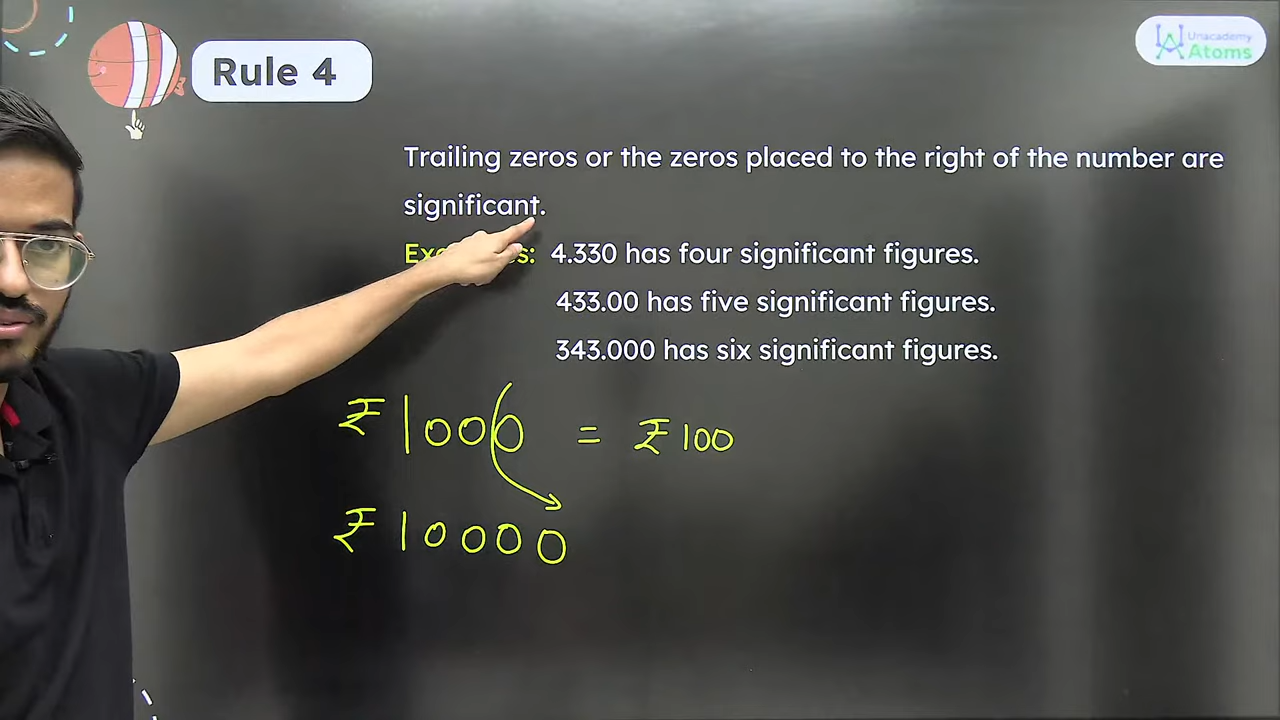 Rule 4
Unacademy
Atoms
Trailing zeros or the zeros placed to the right of the number are
significant.
4.330 has four significant figures.
433.00 has five significant figures.
343.000 has six significant figures.
₹ 1000 = ₹ 100
₹ 10000